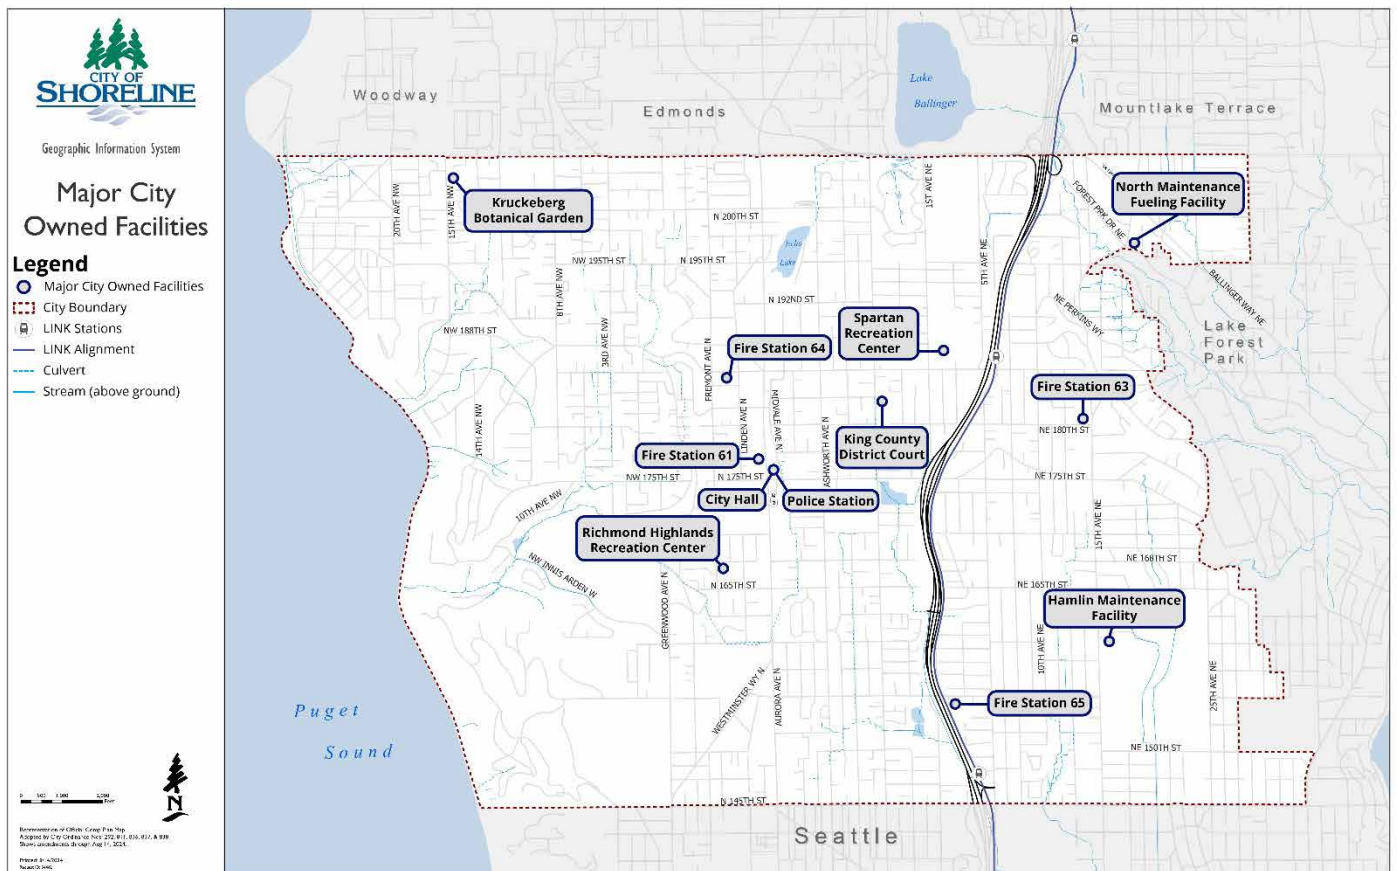 CITY OF
SHORELINE
Geographic Information System
Major City
Owned Facilities
Legend
Major City Owned Facilities
City Boundary
LINK Stations
LINK Alignment
Culvert
Stream (above ground)
N
Woodway
Edmonds
Lake
Ballinger
Mountlake Terrace
Kruckeberg
Botanical Garden
North Maintenance
Fueling Facility
20TH AVE NW
15TH AVE NW
1ST AVE NE
FOREST PRK DR NE
N 200TH ST
Echo
Lake
5TH AVE NE
NW 195TH ST
N 195TH ST
8TH AVE NW
BALLINGER WAY NE
N 192ND ST
NE PERKINS WY
Lake
Forest
Park
NW 188TH ST
3RD AVE NW
Spartan
Recreation
Center
Fire Station 64
FREMONT AVE N
Fire Station 63
LINDEN AVE N
MIDVALE AVE N
14TH AVE NW
ASHWORTH AVE N
King County
District Court
NE 180TH ST
Fire Station 61
NW 175TH ST
N 175TH ST
NE 175TH ST
City Hall
Police Station
10TH AVE NW
15TH AVE NE
Richmond Highlands
Recreation Center
NW INNIS ARDEN W
NE 168TH ST
N 165TH ST
NE 165TH ST
GREENWOOD AVE N
Hamlin Maintenance
Facility
10TH AVE NE
25TH AVE NE
WESTMINSTER WY N
AURORA AVE N
Fire Station 65
Puget
Sound
NE 150TH ST
N 145TH ST
Seattle